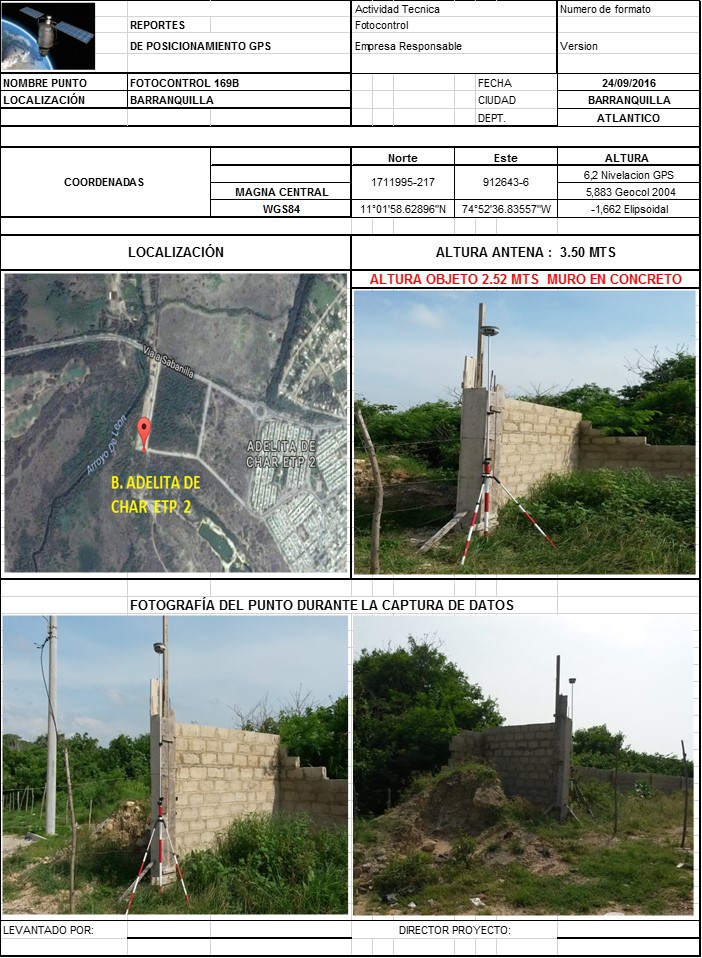 Actividad Tecnica
Numero de formato
REPORTES
Fotocontrol
DE POSICIONAMIENTO GPS
Empresa Responsable
Version
NOMBRE PUNTO
FOTOCONTROL 169B
FECHA
24/09/2016
LOCALIZACIÓN
BARRANQUILLA
CIUDAD
BARRANQUILLA
DEPT.
ATLANTICO
COORDENADAS
Norte
Este
ALTURA
MAGNA CENTRAL
1711995-217
912643-6
6,2 Nivelacion GPS
5,883 Geocol 2004
WGS84
11°01'58.62896"N
74°52'36.83557"W
-1,662 Elipsoidal
LOCALIZACIÓN
ALTURA ANTENA : 3.50 MTS
ALTURA OBJETO 2.52 MTS MURO EN CONCRETO
Vía a Sabanilla
Arroyo de León
ADELITA DE
CHAR ETP 2
B. ADELITA DE
CHAR ETP 2
FOTOGRAFÍA DEL PUNTO DURANTE LA CAPTURA DE DATOS
LEVANTADO POR:
DIRECTOR PROYECTO: